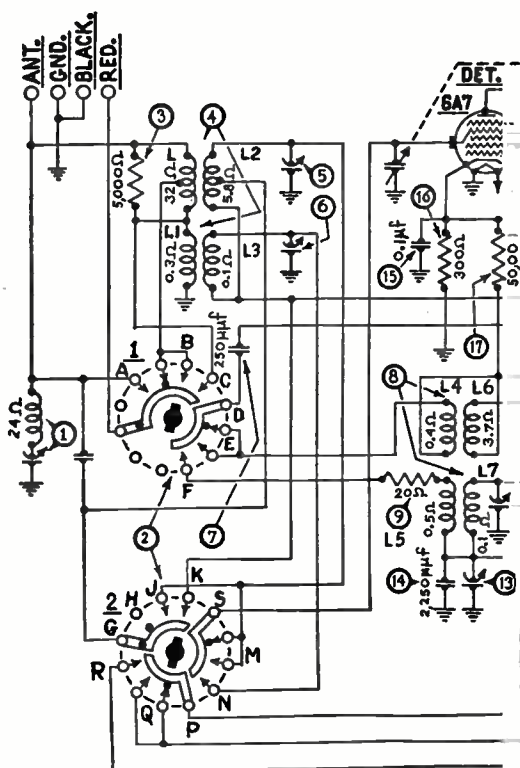 ANT.
GND.
BLACK.
RED.
DET.
6A7
3
4
L
L2
5,000Ω
32Ω
5.8Ω
5
6
L1
L3
0.3Ω
0.1Ω
16
0.1µf
15
300Ω
50,00
17
250µµf
1
A
B
C
D
E
F
24Ω
1
8
L4
L6
0.4Ω
3.7Ω
L7
20Ω
9
L5
0.5Ω
0.1Ω
2
7
14
2,250µµf
13
J
K
2
H
S
G
M
R
N
Q
P